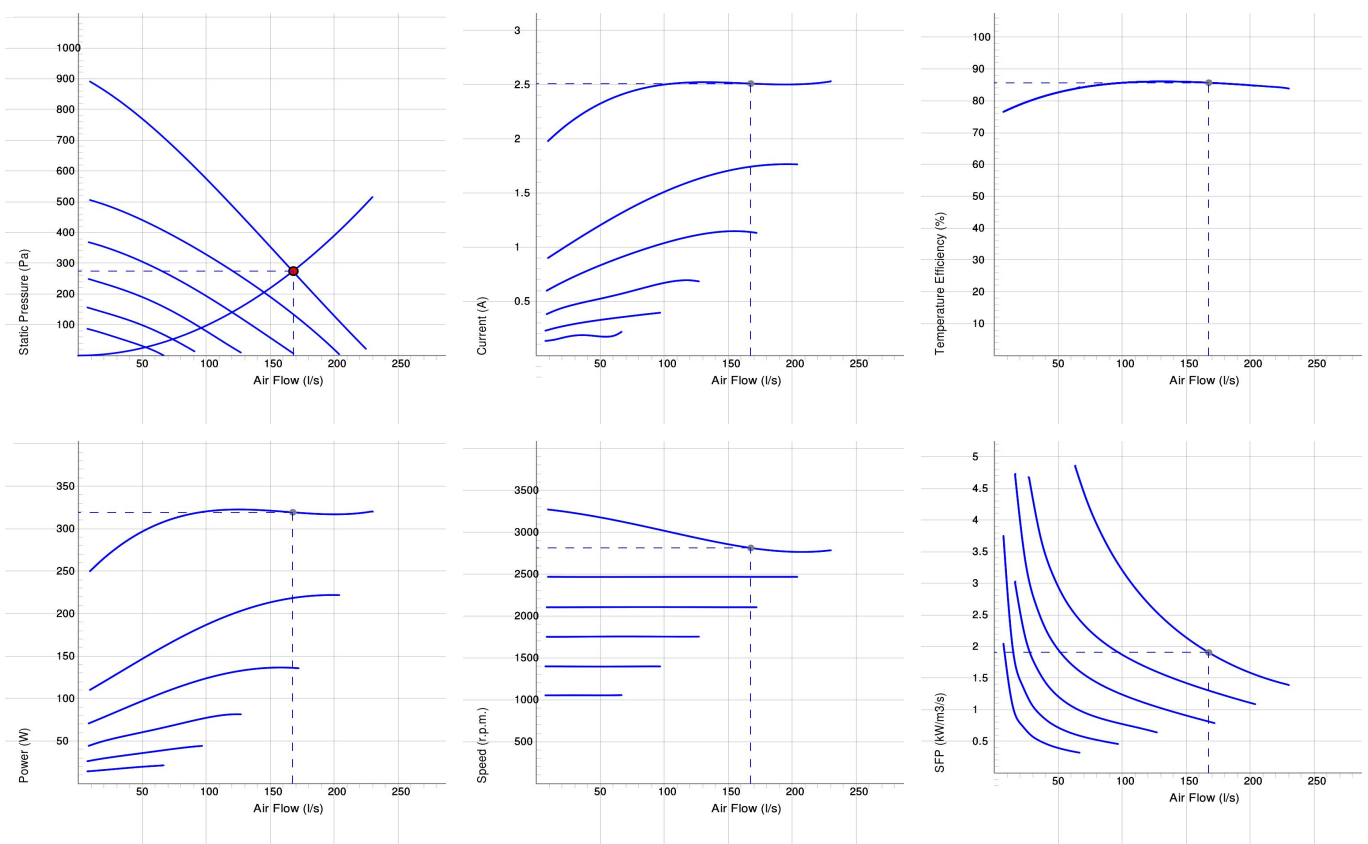 1000
900
800
700
600
500
400
300
200
100
50 100 150 200 250
Static Pressure (Pa)
Air Flow (l/s)
3
2.5
2
1.5
1
0.5
50 100 150 200 250
Current (A)
Air Flow (l/s)
100
90
80
70
60
50
40
30
20
10
50 100 150 200 250
Temperature Efficiency (%)
Air Flow (l/s)
350
300
250
200
150
100
50
50 100 150 200 250
Power (W)
Air Flow (l/s)
3500
3000
2500
2000
1500
1000
500
50 100 150 200 250
Speed (r.p.m.)
Air Flow (l/s)
5
4.5
4
3.5
3
2.5
2
1.5
1
0.5
50 100 150 200 250
SFP (kW/m3/s)
Air Flow (l/s)